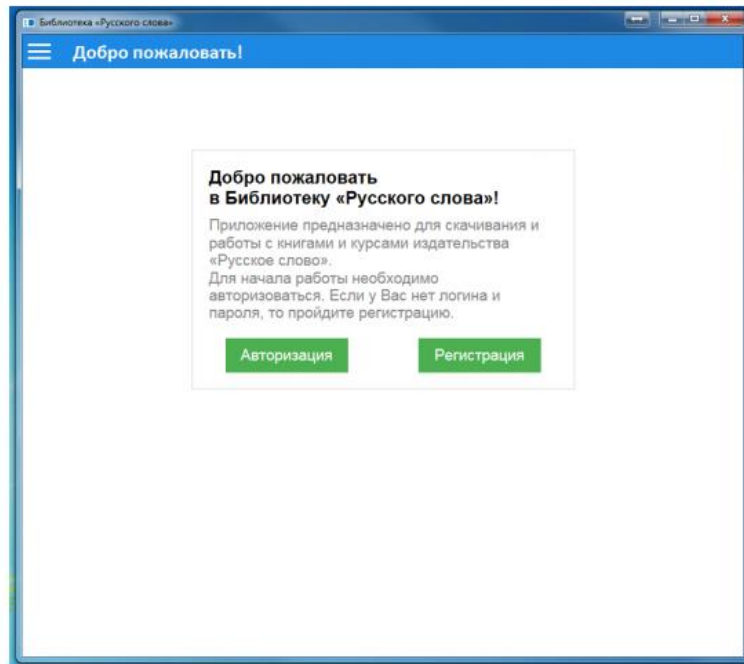 Библиотека «Русского слова»
Добро пожаловать!
Добро пожаловать
в Библиотеку «Русского слова»!
Приложение предназначено для скачивания и
работы с книгами и курсами издательства
«Русское слово».
Для начала работы необходимо
авторизоваться. Если у Вас нет логина и
пароля, то пройдите регистрацию.
Авторизация
Регистрация